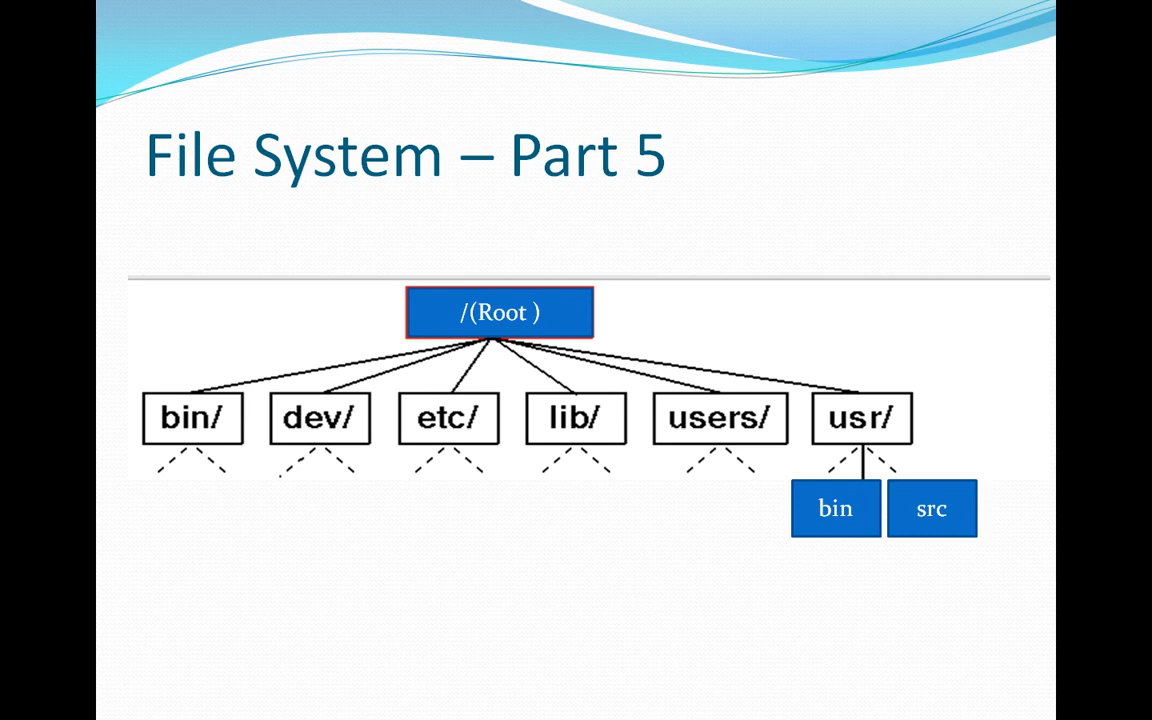 File System – Part 5
/(Root )
bin/ dev/ etc/ lib/ users/ usr/
bin src